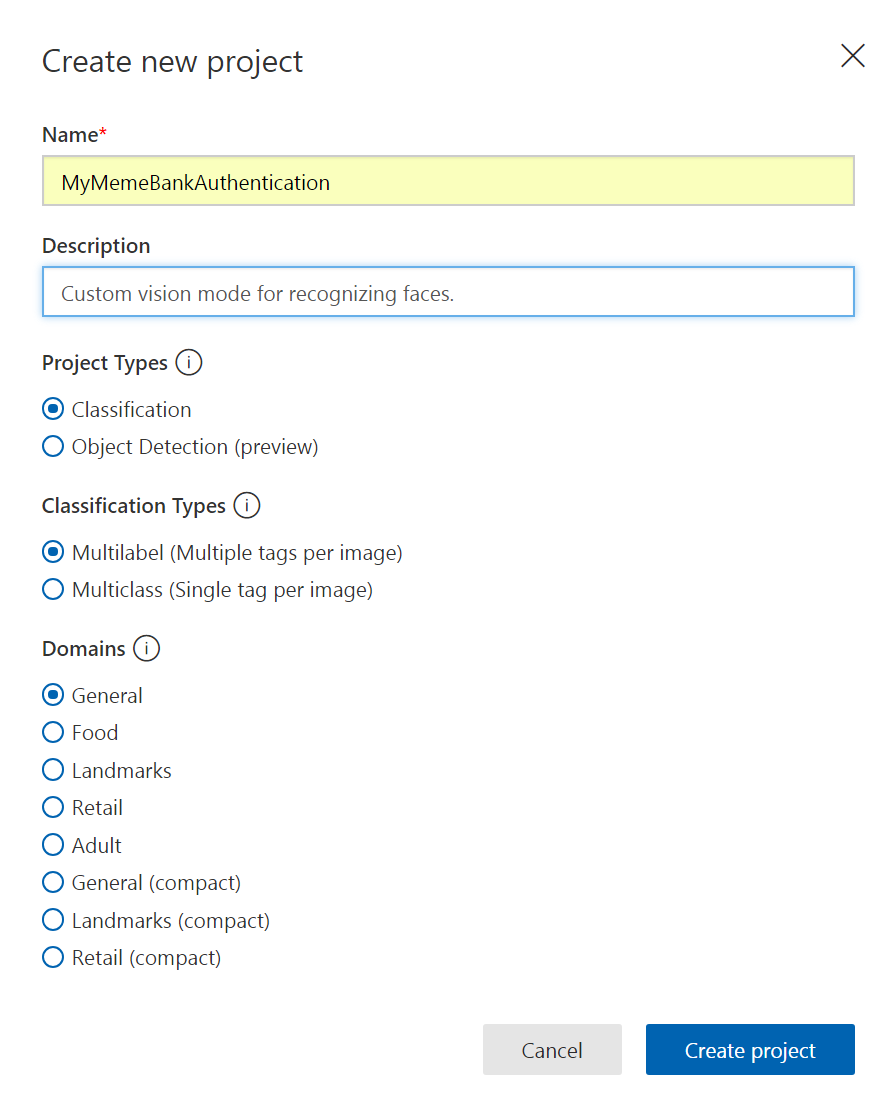 Create new project
Name*
MyMemeBankAuthentication
Description
Custom vision mode for recognizing faces.
Project Types i
Classification
Object Detection (preview)
Classification Types i
Multilabel (Multiple tags per image)
Multiclass (Single tag per image)
Domains i
General
Food
Landmarks
Retail
Adult
General (compact)
Landmarks (compact)
Retail (compact)
Cancel Create project